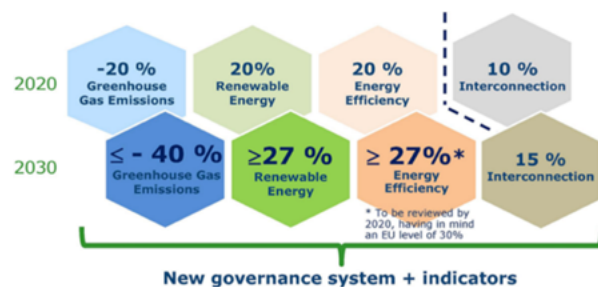 2020
-20 %
Greenhouse
Gas Emissions
20%
Renewable
Energy
20 %
Energy
Efficiency
10 %
Interconnection
2030
≤ - 40 %
Greenhouse Gas
Emissions
≥27 %
Renewable
Energy
≥ 27%*
Energy
Efficiency
15 %
Interconnection
* To be reviewed by
2020, having in mind
an EU level of 30%
New governance system + indicators